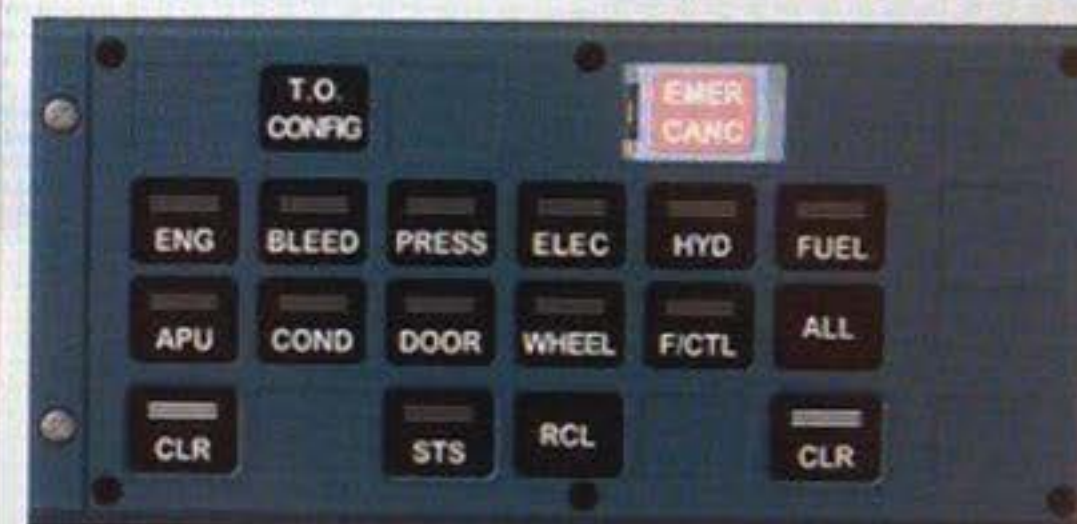 T.O.
CONFIG
EMER
CANC
ENG BLEED PRESS ELEC HYD FUEL
APU COND DOOR WHEEL F/CTL ALL
CLR STS RCL CLR